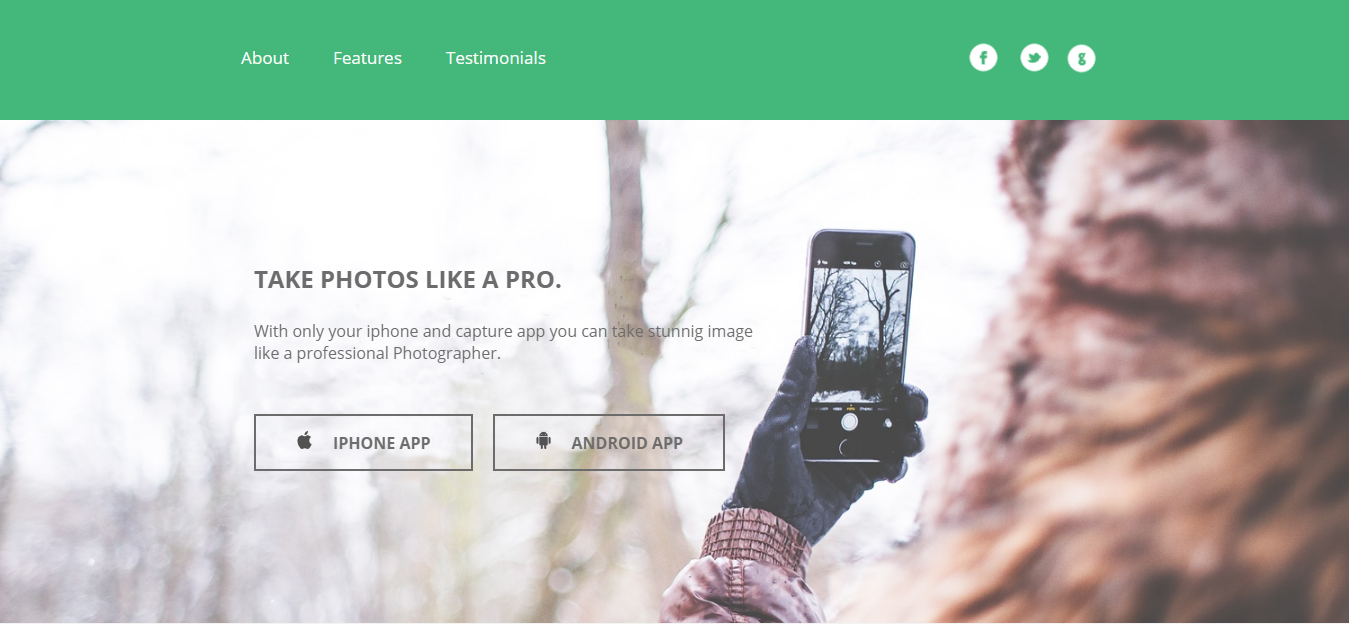 About Features Testimonials
TAKE PHOTOS LIKE A PRO.
With only your iphone and capture app you can take stunnig image
like a professional Photographer.
IPHONE APP ANDROID APP